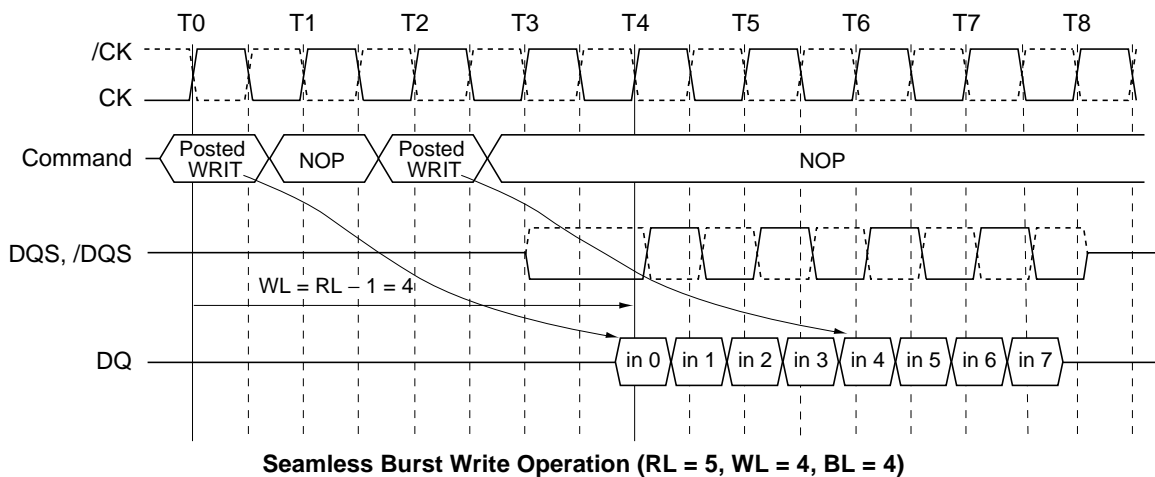 T0 T1 T2 T3 T4 T5 T6 T7 T8
/CK
CK
Command
Posted
WRIT
NOP
Posted
WRIT
NOP
DQS, /DQS
WL = RL − 1 = 4
DQ
in 0 in 1 in 2 in 3 in 4 in 5 in 6 in 7
Seamless Burst Write Operation (RL = 5, WL = 4, BL = 4)